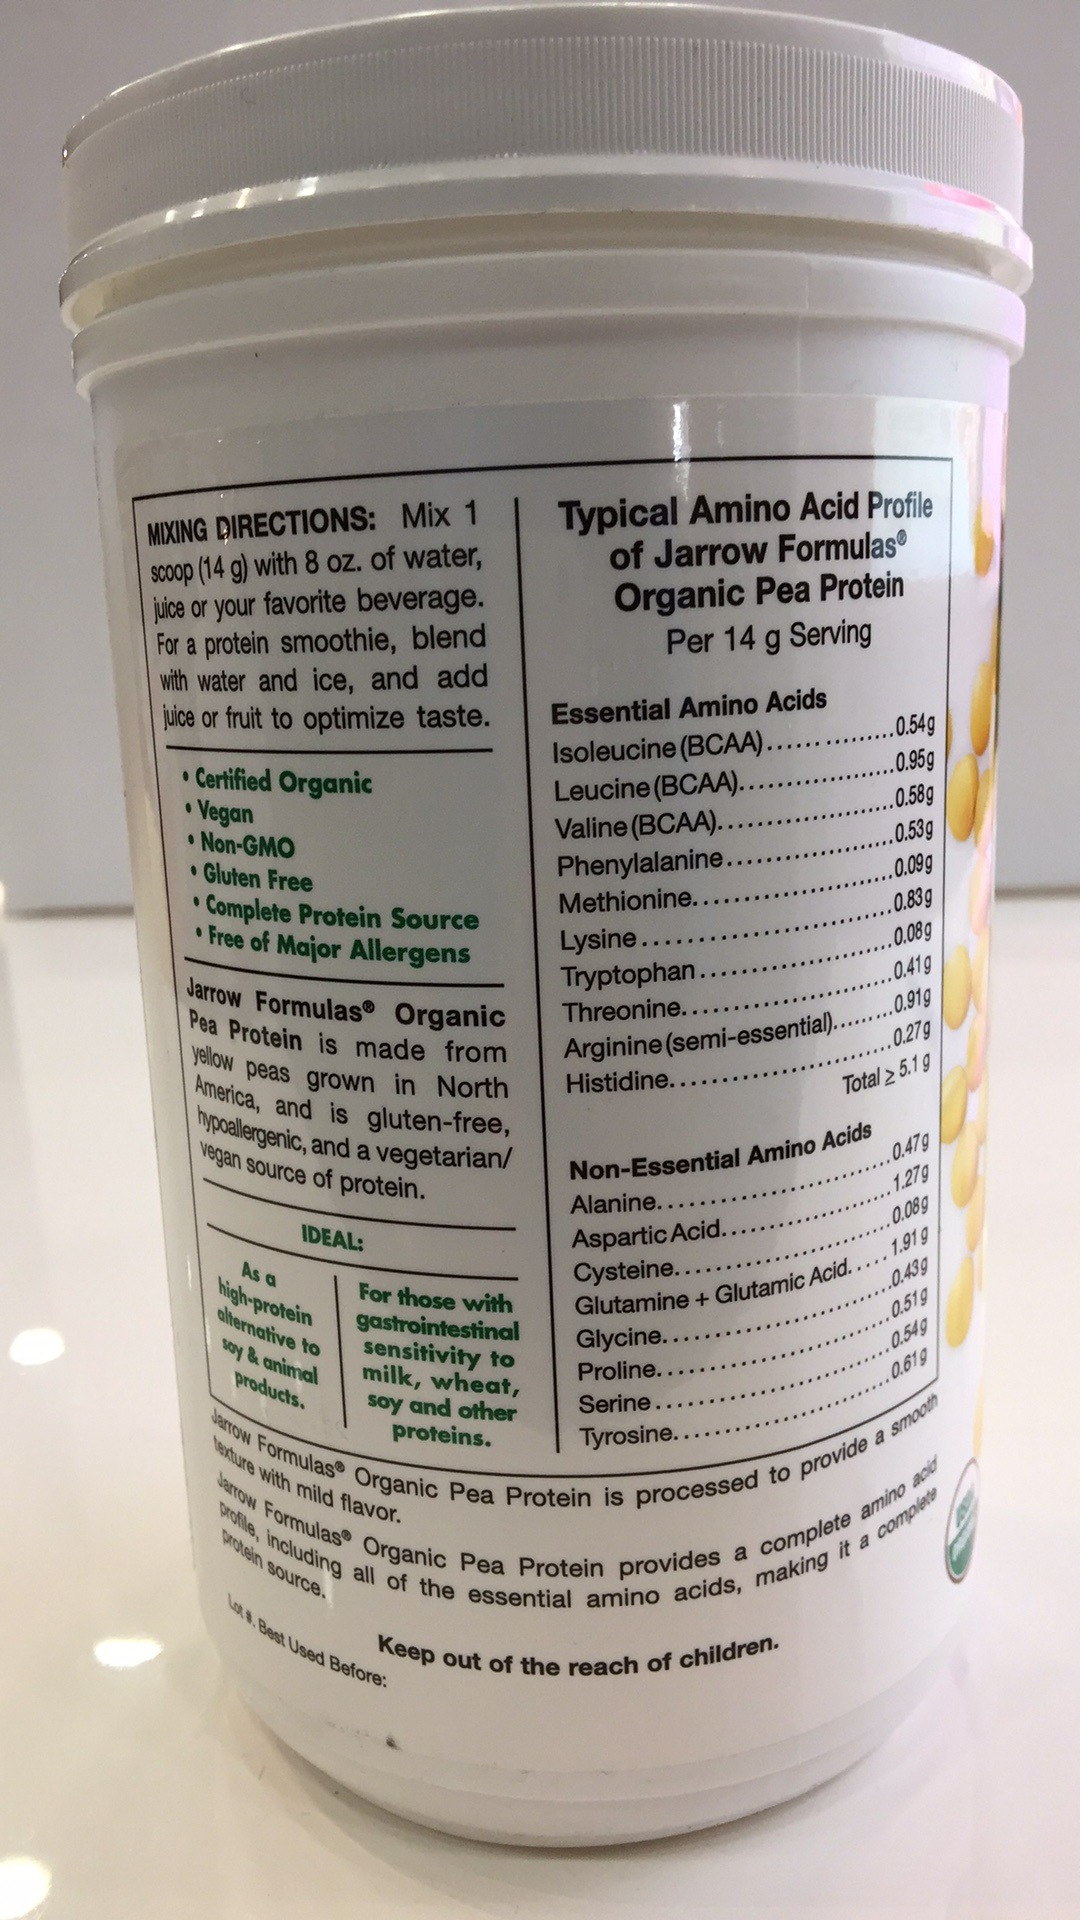 MIXING DIRECTIONS: Mix 1
scoop (14 g) with 8 oz. of water,
juice or your favorite beverage.
For a protein smoothie, blend
with water and ice, and add
juice or fruit to optimize taste.
• Certified Organic
• Vegan
• Non-GMO
• Gluten Free
• Complete Protein Source
• Free of Major Allergens
Jarrow Formulas® Organic
Pea Protein is made from
yellow peas grown in North
America, and is gluten-free,
hypoallergenic, and a vegetarian/
vegan source of protein.
IDEAL:
As a
high-protein
alternative to
soy & animal
products.
For those with
gastrointestinal
sensitivity to
milk, wheat,
soy and other
proteins.
Typical Amino Acid Profile
of Jarrow Formulas®
Organic Pea Protein
Per 14 g Serving
Essential Amino Acids
Isoleucine (BCAA)................0.54g
Leucine (BCAA)...................0.95g
Valine (BCAA).....................0.58g
Phenylalanine.....................0.53g
Methionine........................0.09g
Lysine..............................0.83g
Tryptophan........................0.08g
Threonine..........................0.41g
Arginine (semi-essential).........0.91g
Histidine...........................0.27g
Total ≥ 5.1 g
Non-Essential Amino Acids
Alanine............................0.47g
Aspartic Acid.....................1.27g
Cysteine...........................0.08g
Glutamine + Glutamic Acid.....1.91g
Glycine............................0.43g
Proline.............................0.51g
Serine..............................0.54g
Tyrosine...........................0.61g
Jarrow Formulas® Organic Pea Protein is processed to provide a smooth
texture with mild flavor.
Jarrow Formulas® Organic Pea Protein provides a complete amino acid
profile, including all of the essential amino acids, making it a complete
protein source.
Keep out of the reach of children.
Lot #. Best Used Before: